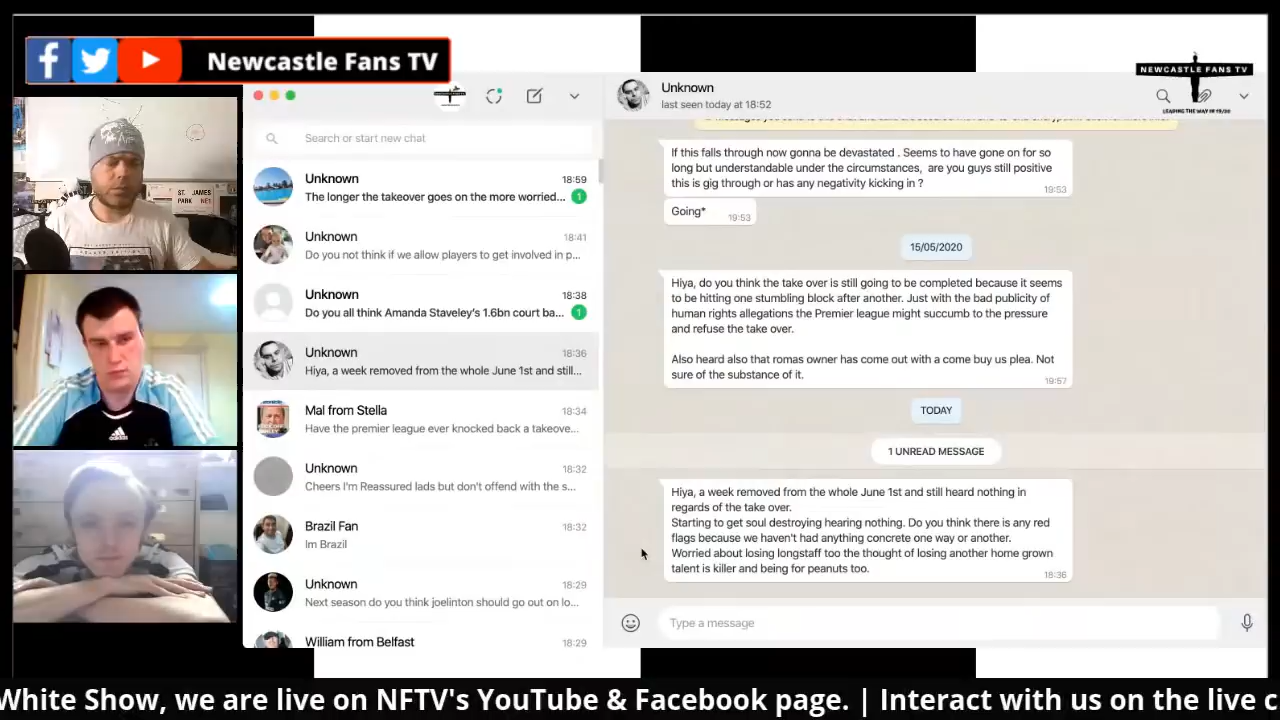 Newcastle Fans TV
NEWCASTLE FANS TV
ST. JAMES
PARK NE1
Search or start new chat
Unknown
18:59
The longer the takeover goes on the more worried...
1
Unknown
18:41
Do you not think if we allow players to get involved in p...
Unknown
18:38
Do you all think Amanda Staveley's 1.6bn court ba...
1
Unknown
18:36
Hiya, a week removed from the whole June 1st and still...
Mal from Stella
18:34
Have the premier league ever knocked back a takeove...
Unknown
18:32
Cheers I'm Reassured lads but don't offend with the s...
Brazil Fan
18:32
Im Brazil
Unknown
18:29
Next season do you think joelinton should go out on lo...
William from Belfast
18:29
Unknown
last seen today at 18:52
If this falls through now gonna be devastated . Seems to have gone on for so
long but understandable under the circumstances, are you guys still positive
this is gig through or has any negativity kicking in ?
19:53
Going*
19:53
15/05/2020
Hiya, do you think the take over is still going to be completed because it seems
to be hitting one stumbling block after another. Just with the bad publicity of
human rights allegations the Premier league might succumb to the pressure
and refuse the take over.
Also heard also that romas owner has come out with a come buy us plea. Not
sure of the substance of it.
19:57
TODAY
1 UNREAD MESSAGE
Hiya, a week removed from the whole June 1st and still heard nothing in
regards of the take over.
Starting to get soul destroying hearing nothing. Do you think there is any red
flags because we haven't had anything concrete one way or another.
Worried about losing longstaff too the thought of losing another home grown
talent is killer and being for peanuts too.
18:36
Type a message
White Show, we are live on NFTV's YouTube & Facebook page. | Interact with us on the live c